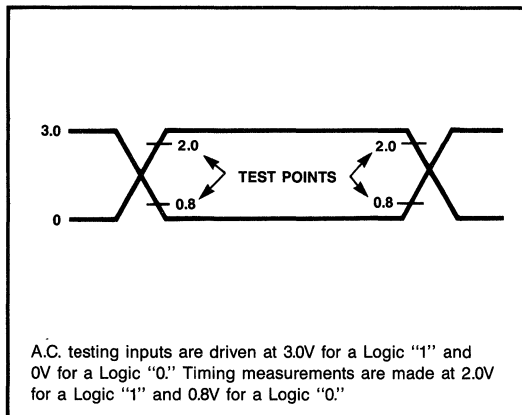 3.0
2.0 2.0
TEST POINTS
0.8 0.8
0
A.C. testing inputs are driven at 3.0V for a Logic “1” and
0V for a Logic “0.” Timing measurements are made at 2.0V
for a Logic “1” and 0.8V for a Logic “0.”